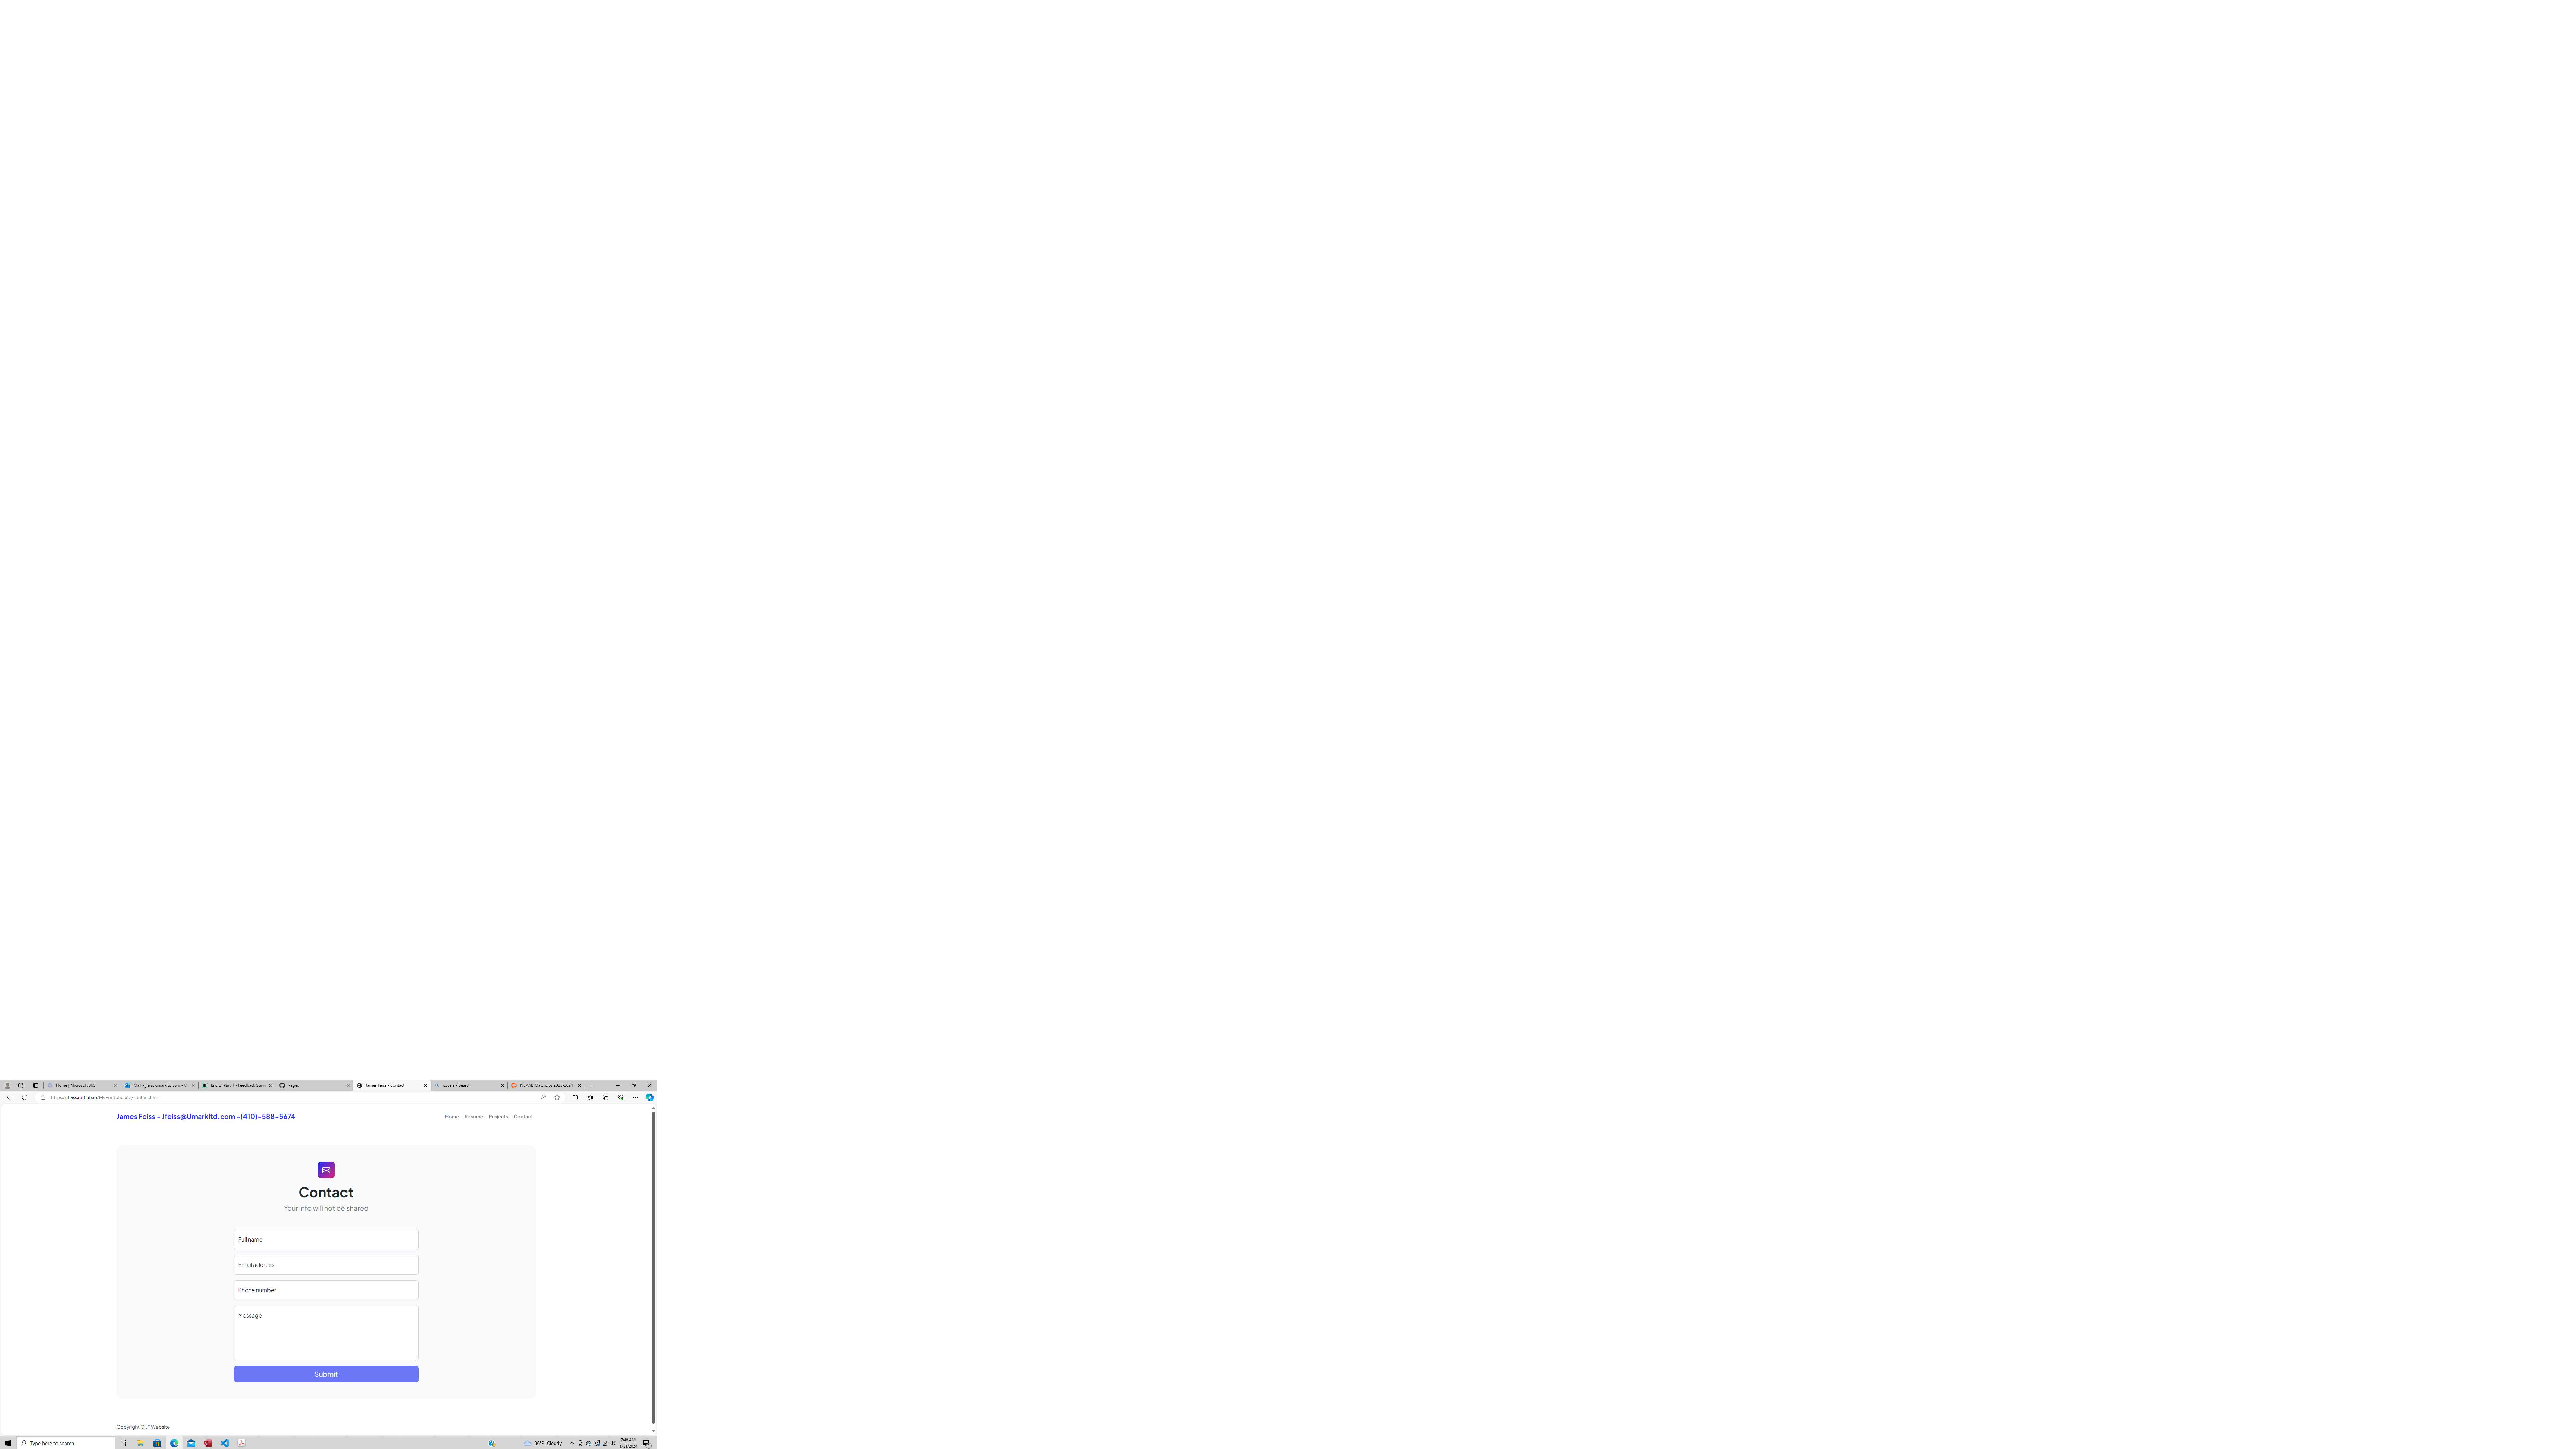 Home | Microsoft 365
Mail - jfeiss umarkltd.com - O
End of Part 1 - Feedback Surv
Pages
James Feiss - Contact
covers - Search
NCAAB Matchups 2023-2024
https://jfeiss.github.io/MyPortfolioSite/contact.html
James Feiss - Jfeiss@Umarkltd.com -(410)-588-5674
Home Resume Projects Contact
Contact
Your info will not be shared
Full name
Email address
Phone number
Message
Submit
Copyright © JF Website
Type here to search
36°F Cloudy
7:46 AM
1/31/2024